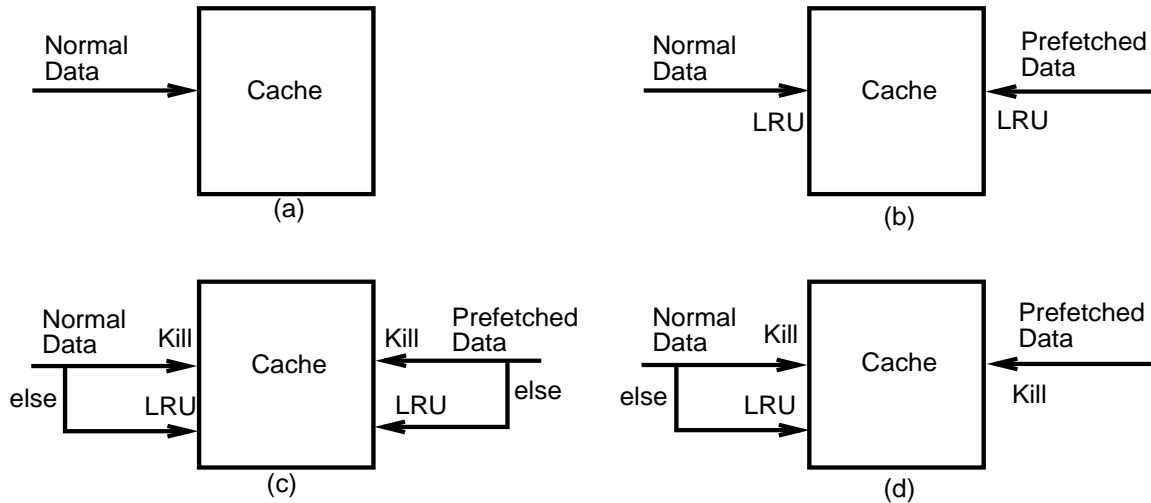 Normal
Data
Cache
(a)
Normal
Data
LRU
Cache
Prefetched
Data
LRU
(b)
Normal
Data
Kill
else
LRU
Cache
Kill
Prefetched
Data
LRU
else
(c)
Normal
Data
Kill
else
LRU
Cache
Prefetched
Data
Kill
(d)